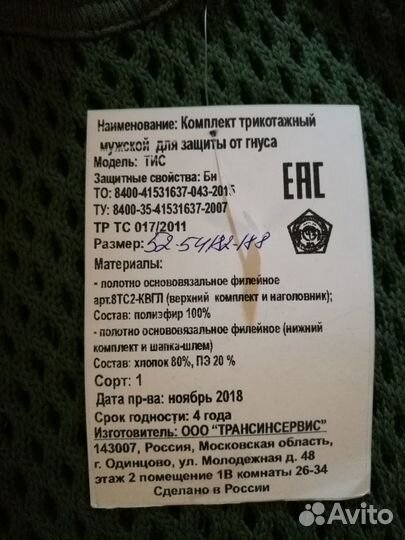 Наименование: Комплект трикотажный
мужской для защиты от гнуса
Модель: ТИС
Защитные свойства: Бн
ТО: 8400-41531637-043-2015
ТУ: 8400-35-41531637-2007
ТР ТС 017/2011
Размер: 52-54 182-188
EAC
Материалы:
- полотно основовязальное филейное
арт.8ТС2-КВГЛ (верхний комплект и наголовник);
Состав: полиэфир 100%
- полотно основовязальное филейное (нижний
комплект и шапка-шлем)
Состав: хлопок 80%, ПЭ 20 %
Сорт: 1
Дата пр-ва: ноябрь 2018
Срок годности: 4 года
Изготовитель: ООО "ТРАНСИНСЕРВИС"
143007, Россия, Московская область,
г. Одинцово, ул. Молодежная д. 48
этаж 2 помещение 1В комнаты 26-34
Сделано в России
Avito